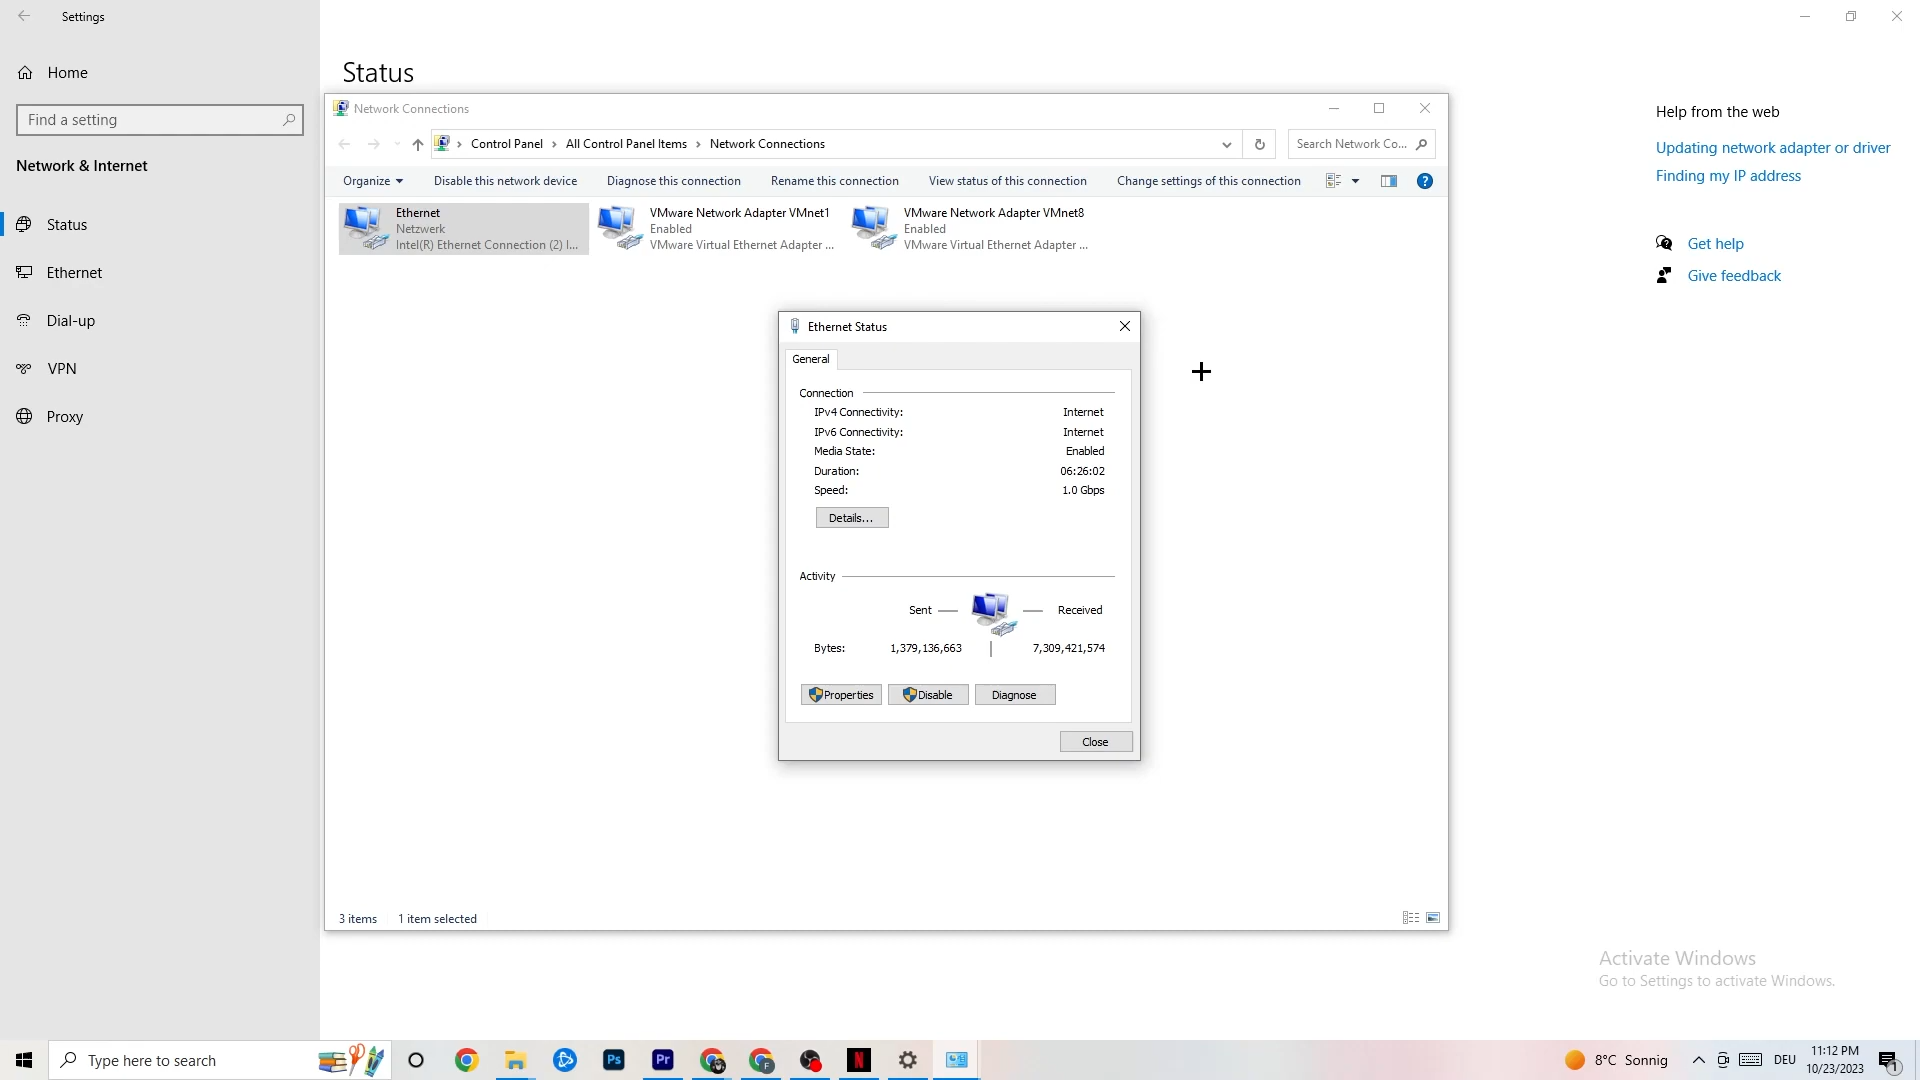 Settings
Home
Find a setting
Network & Internet
Status
Ethernet
Dial-up
VPN
Proxy
Status
Network Connections
Control Panel > All Control Panel Items > Network Connections
Search Network Co...
Organize
Disable this network device
Diagnose this connection
Rename this connection
View status of this connection
Change settings of this connection
Ethernet
Netzwerk
Intel(R) Ethernet Connection (2) I...
VMware Network Adapter VMnet1
Enabled
VMware Virtual Ethernet Adapter ...
VMware Network Adapter VMnet8
Enabled
VMware Virtual Ethernet Adapter ...
Ethernet Status
General
Connection
IPv4 Connectivity: Internet
IPv6 Connectivity: Internet
Media State: Enabled
Duration: 06:26:02
Speed: 1.0 Gbps
Details...
Activity
Sent — — Received
Bytes: 1,379,136,663 | 7,309,421,574
Properties
Disable
Diagnose
Close
3 items 1 item selected
Help from the web
Updating network adapter or driver
Finding my IP address
Get help
Give feedback
Activate Windows
Go to Settings to activate Windows.
Type here to search
Ps
Pr
F
N
8°C Sonnig
DEU
11:12 PM
10/23/2023
1